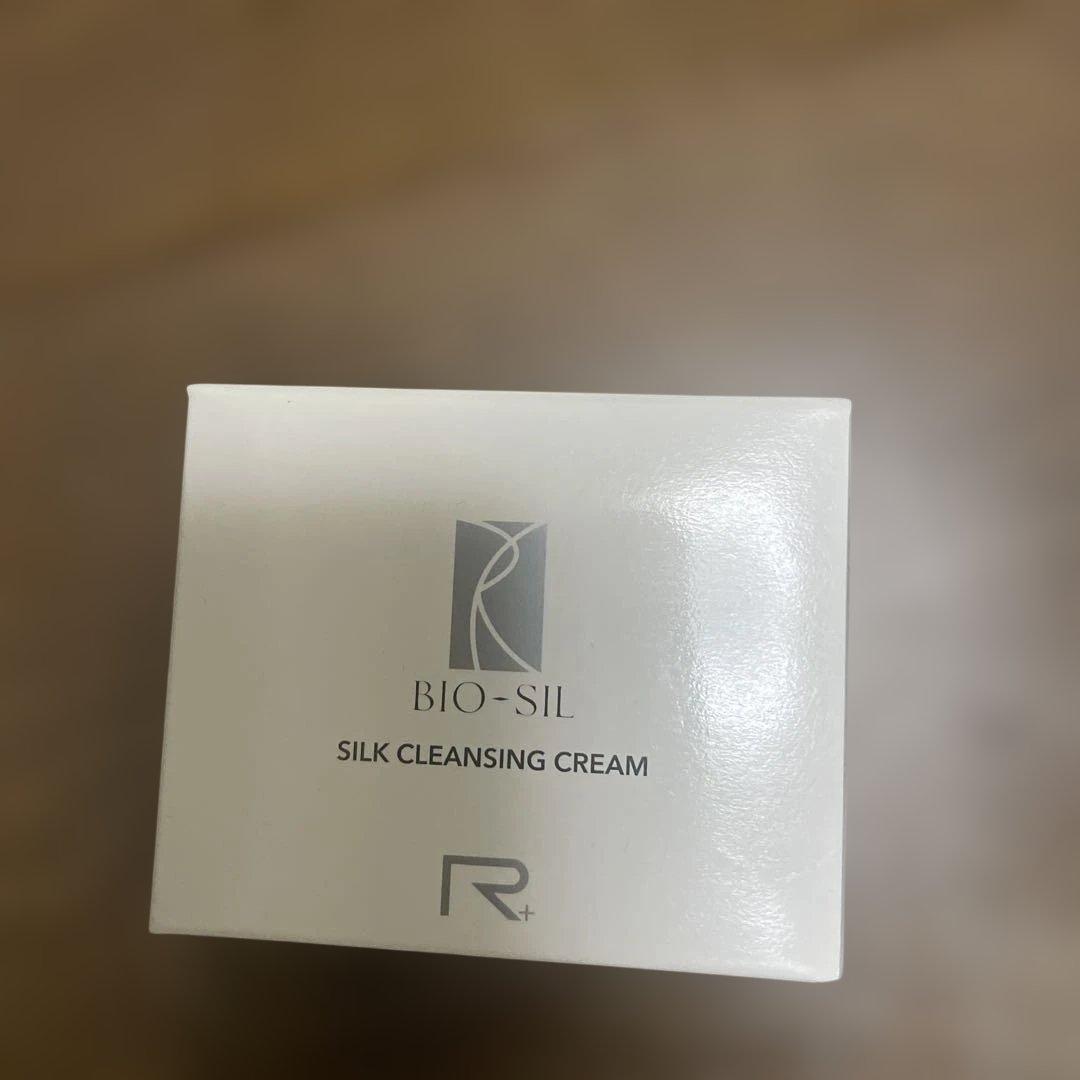 BIO-SIL
SILK CLEANSING CREAM
R+